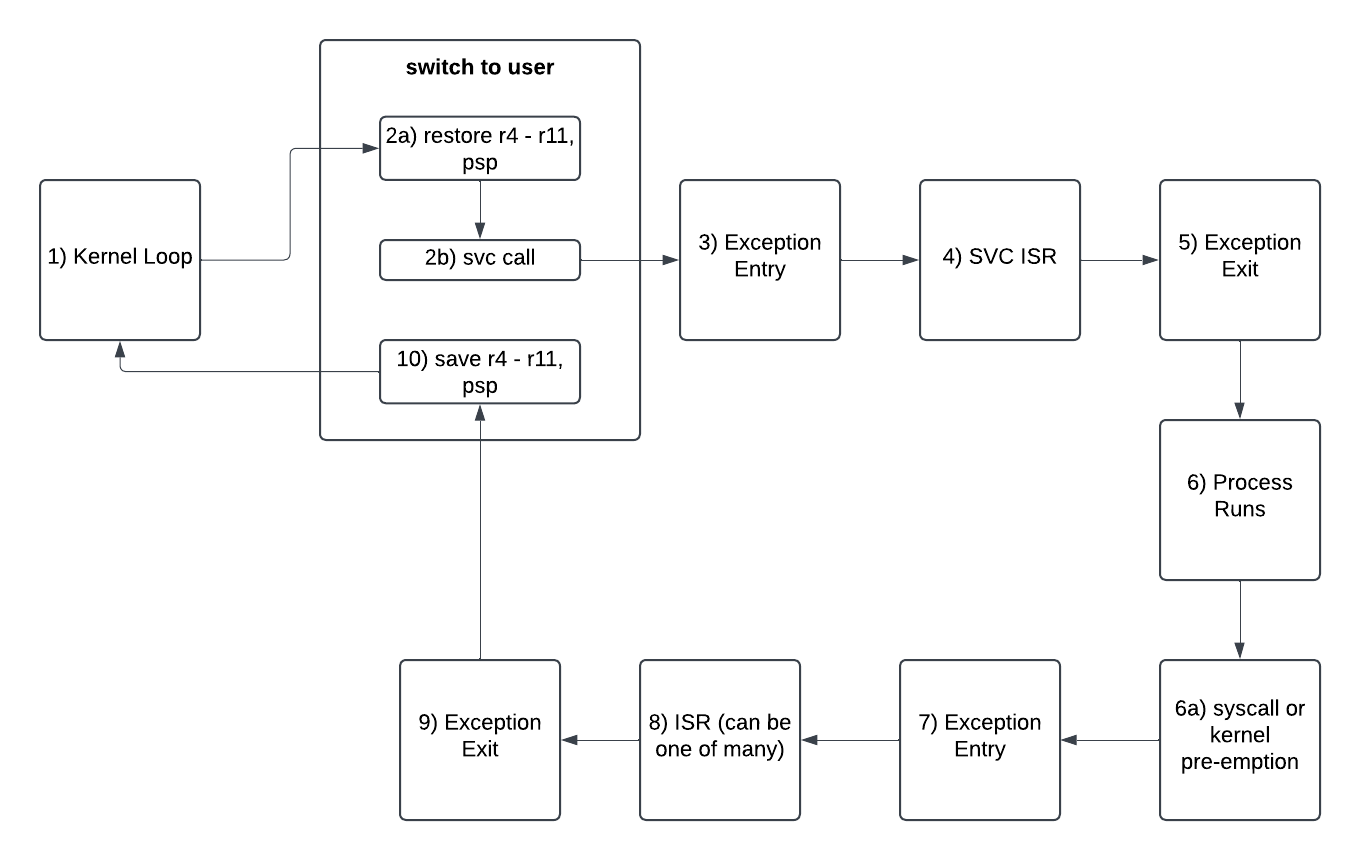 switch to user
1) Kernel Loop
2a) restore r4 - r11,
psp
2b) svc call
3) Exception
Entry
4) SVC ISR
5) Exception
Exit
6) Process
Runs
6a) syscall or
kernel
pre-emption
7) Exception
Entry
8) ISR (can be
one of many)
9) Exception
Exit
10) save r4 - r11,
psp